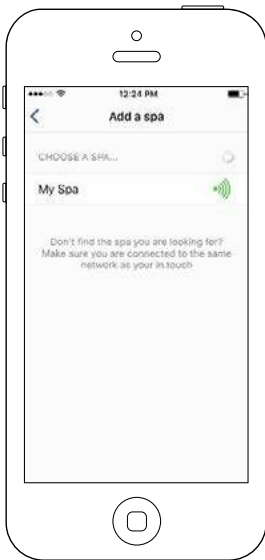 12:24 PM
Add a spa
CHOOSE A SPA...
My Spa
Don't find the spa you are looking for?
Make sure you are connected to the same
network as your in.touch